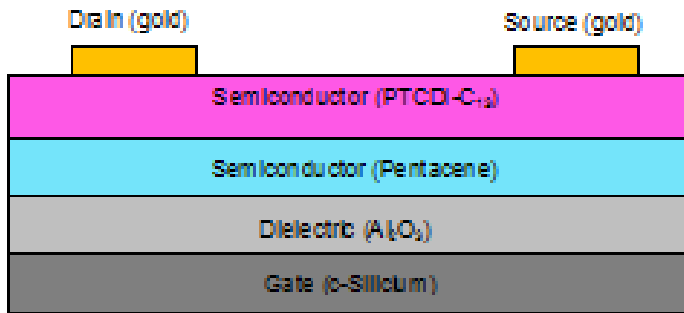 Drain (gold)
Source (gold)
Semiconductor (PTCDI-C₁₃)
Semiconductor (Pentacene)
Dielectric (Al₂O₃)
Gate (c-Silicium)